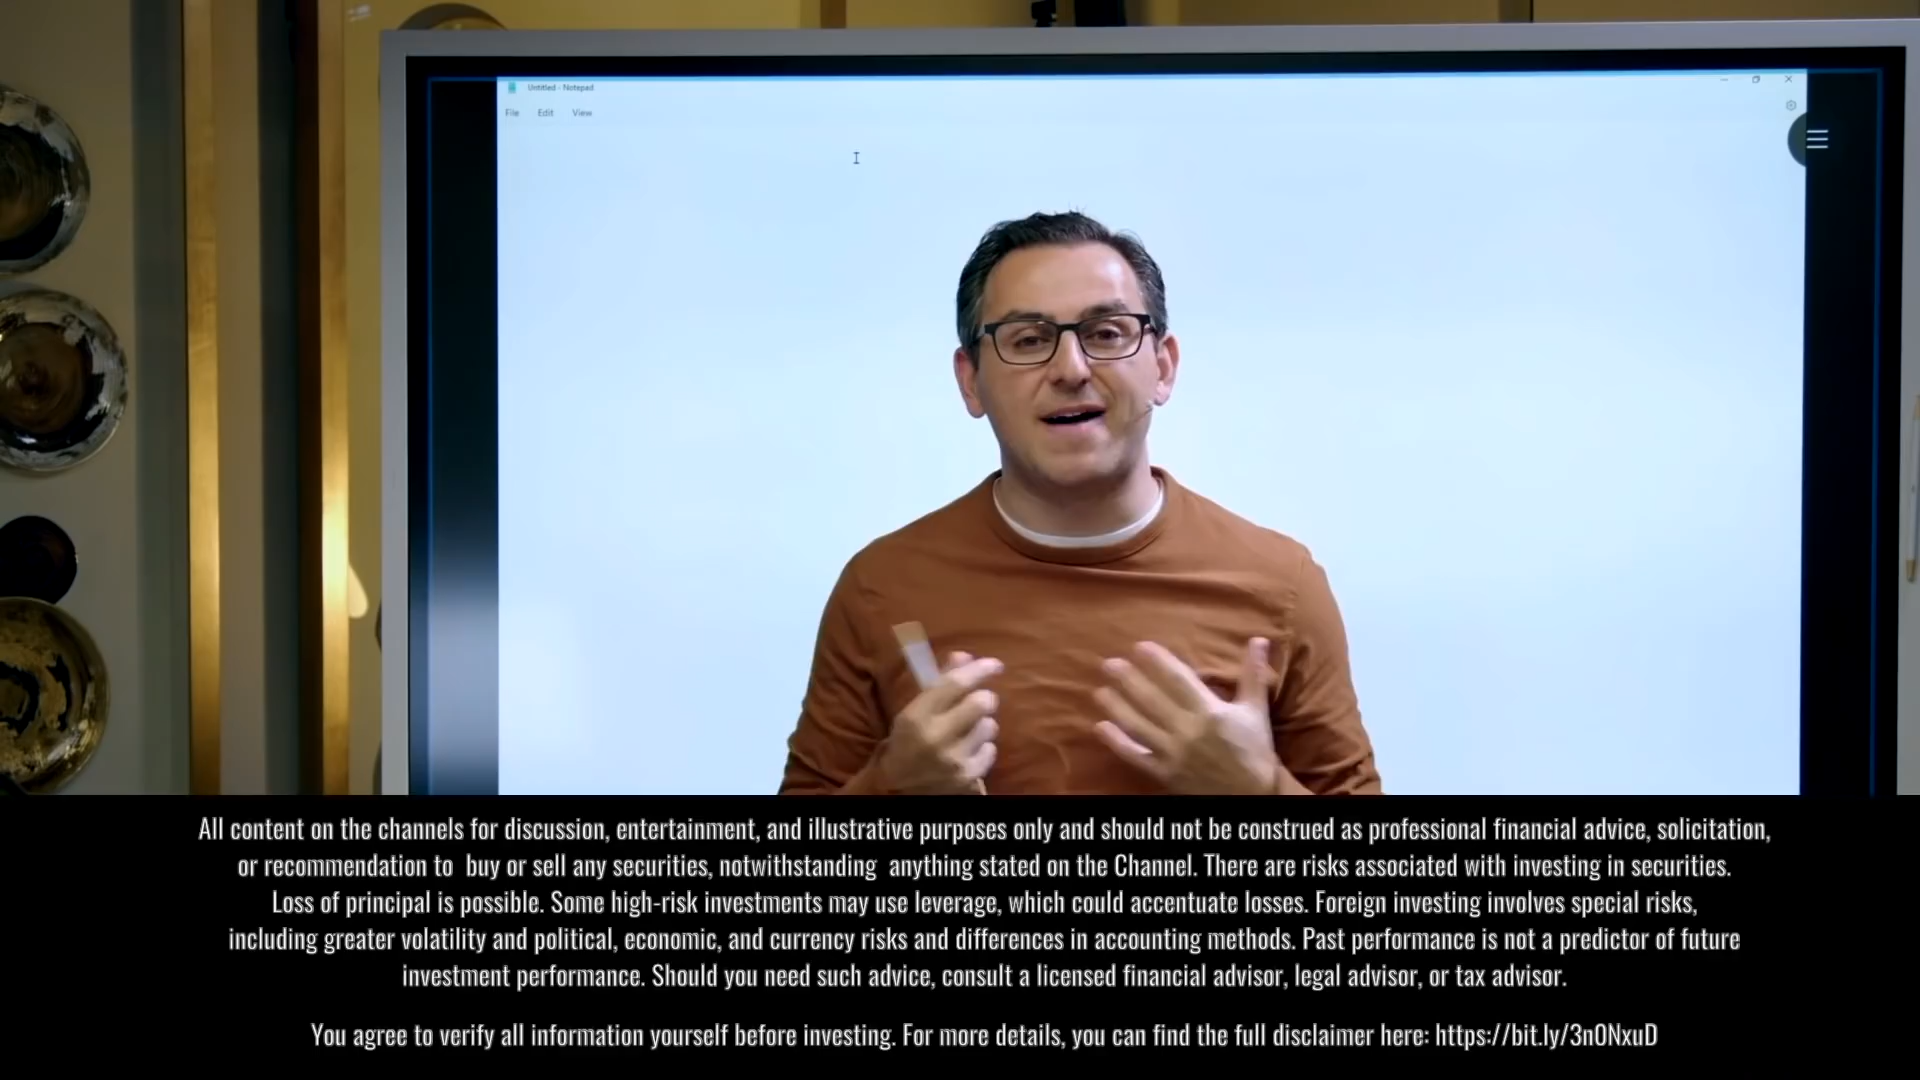 Untitled - Notepad
File Edit View
All content on the channels for discussion, entertainment, and illustrative purposes only and should not be construed as professional financial advice, solicitation,
or recommendation to buy or sell any securities, notwithstanding anything stated on the Channel. There are risks associated with investing in securities.
Loss of principal is possible. Some high-risk investments may use leverage, which could accentuate losses. Foreign investing involves special risks,
including greater volatility and political, economic, and currency risks and differences in accounting methods. Past performance is not a predictor of future
investment performance. Should you need such advice, consult a licensed financial advisor, legal advisor, or tax advisor.
You agree to verify all information yourself before investing. For more details, you can find the full disclaimer here: https://bit.ly/3n0NxuD